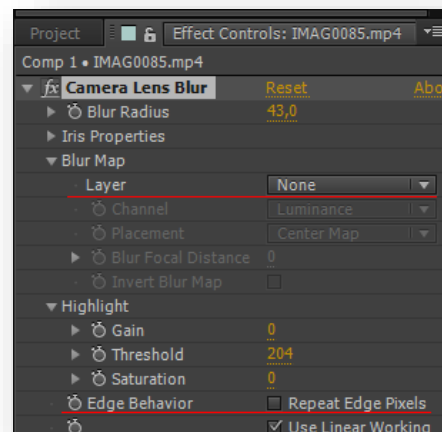 Project Effect Controls: IMAG0085.mp4
Comp 1 • IMAG0085.mp4
fx Camera Lens Blur Reset
Blur Radius 43,0
Iris Properties
Blur Map
Layer None
Channel Luminance
Placement Center Map
Blur Focal Distance 0
Invert Blur Map
Highlight
Gain 0
Threshold 204
Saturation 0
Edge Behavior Repeat Edge Pixels
Use Linear Working